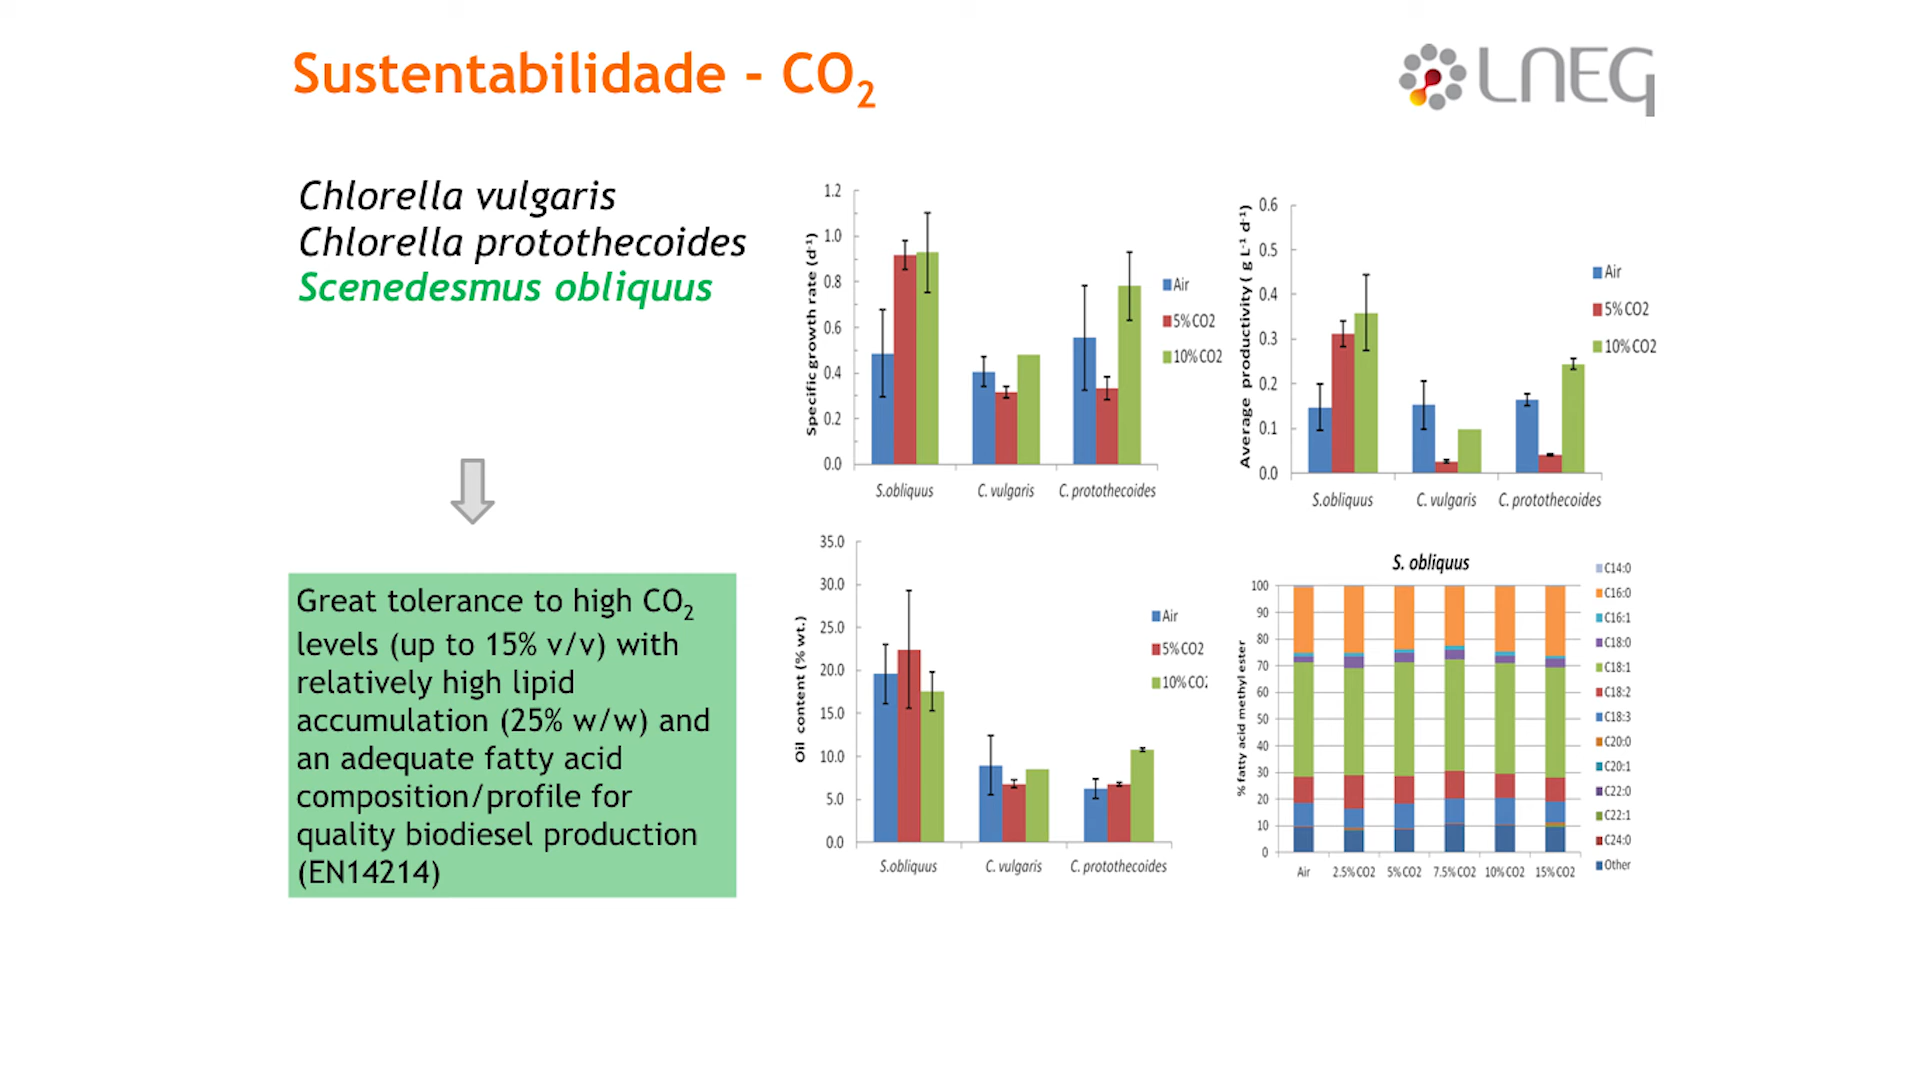 Sustentabilidade - CO2
LNEG
Chlorella vulgaris
Chlorella protothecoides
Scenedesmus obliquus
Great tolerance to high CO2
levels (up to 15% v/v) with
relatively high lipid
accumulation (25% w/w) and
an adequate fatty acid
composition/profile for
quality biodiesel production
(EN14214)
Specific growth rate (d-1)
1.2
1.0
0.8
0.6
0.4
0.2
0.0
S.obliquus C. vulgaris C. protothecoides
Air
5% CO2
10% CO2
Average productivity ( g L-1 d-1)
0.6
0.5
0.4
0.3
0.2
0.1
0.0
S.obliquus C. vulgaris C. protothecoides
Air
5% CO2
10% CO2
Oil content (% wt.)
35.0
30.0
25.0
20.0
15.0
10.0
5.0
0.0
S.obliquus C. vulgaris C. protothecoides
Air
5% CO2
10% CO2
S. obliquus
% fatty acid methyl ester
100
90
80
70
60
50
40
30
20
10
0
Air 2.5% CO2 5% CO2 7.5% CO2 10% CO2 15% CO2
C14:0
C16:0
C16:1
C18:0
C18:1
C18:2
C18:3
C20:0
C20:1
C22:0
C22:1
C24:0
Other